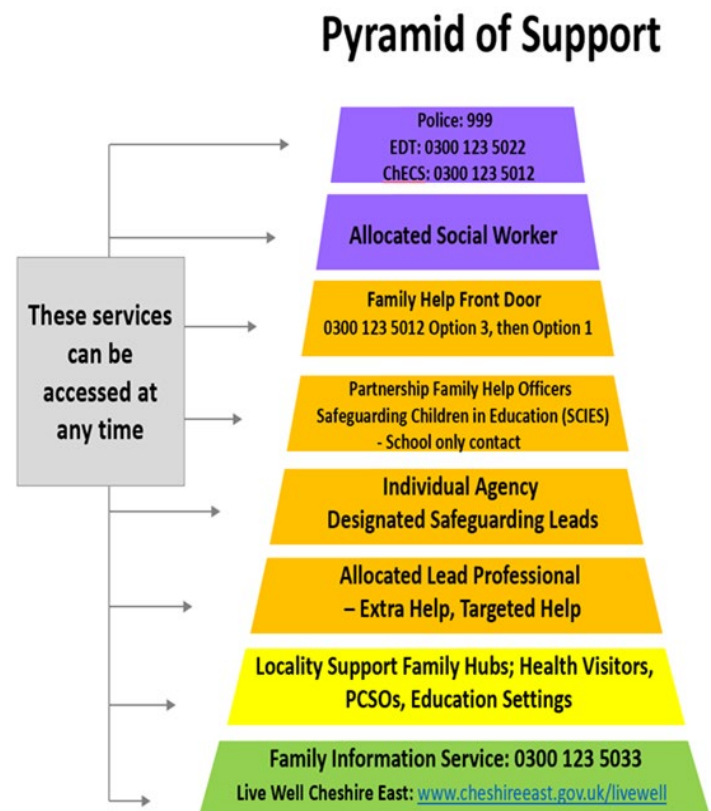 Pyramid of Support
Police: 999
EDT: 0300 123 5022
ChECS: 0300 123 5012
Allocated Social Worker
Family Help Front Door
0300 123 5012 Option 3, then Option 1
Partnership Family Help Officers
Safeguarding Children in Education (SCIES)
- School only contact
Individual Agency
Designated Safeguarding Leads
Allocated Lead Professional
– Extra Help, Targeted Help
Locality Support Family Hubs; Health Visitors,
PCSOs, Education Settings
Family Information Service: 0300 123 5033
Live Well Cheshire East: www.cheshireeast.gov.uk/livewell
These services
can be
accessed at
any time